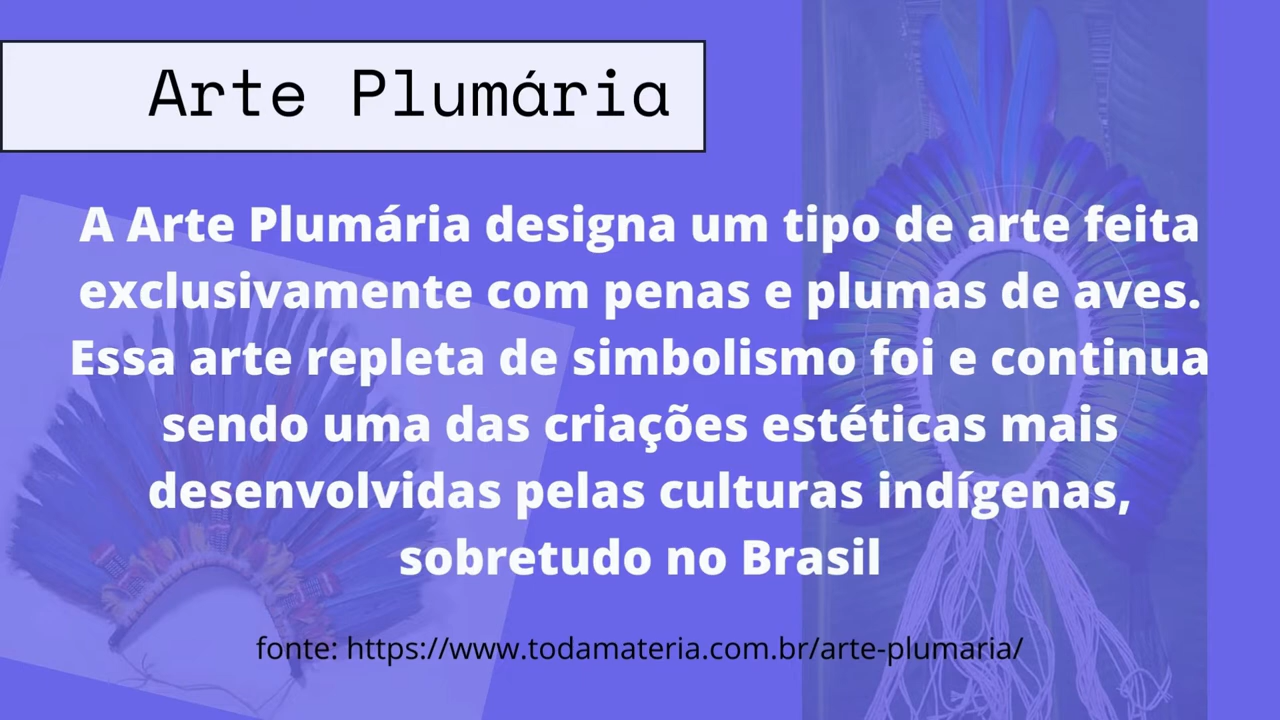 Arte Plumária
A Arte Plumária designa um tipo de arte feita
exclusivamente com penas e plumas de aves.
Essa arte repleta de simbolismo foi e continua
sendo uma das criações estéticas mais
desenvolvidas pelas culturas indígenas,
sobretudo no Brasil
fonte: https://www.todamateria.com.br/arte-plumaria/